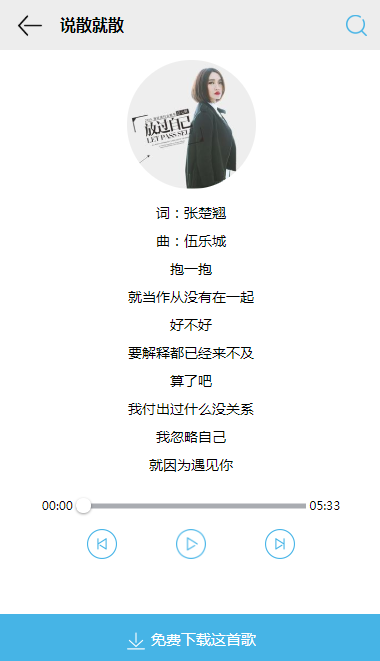 说散就散
放过自己
LET PASS SELF
词：张楚翘
曲：伍乐城
抱一抱
就当作从没有在一起
好不好
要解释都已经来不及
算了吧
我付出过什么没关系
我忽略自己
就因为遇见你
00:00
05:33
免费下载这首歌